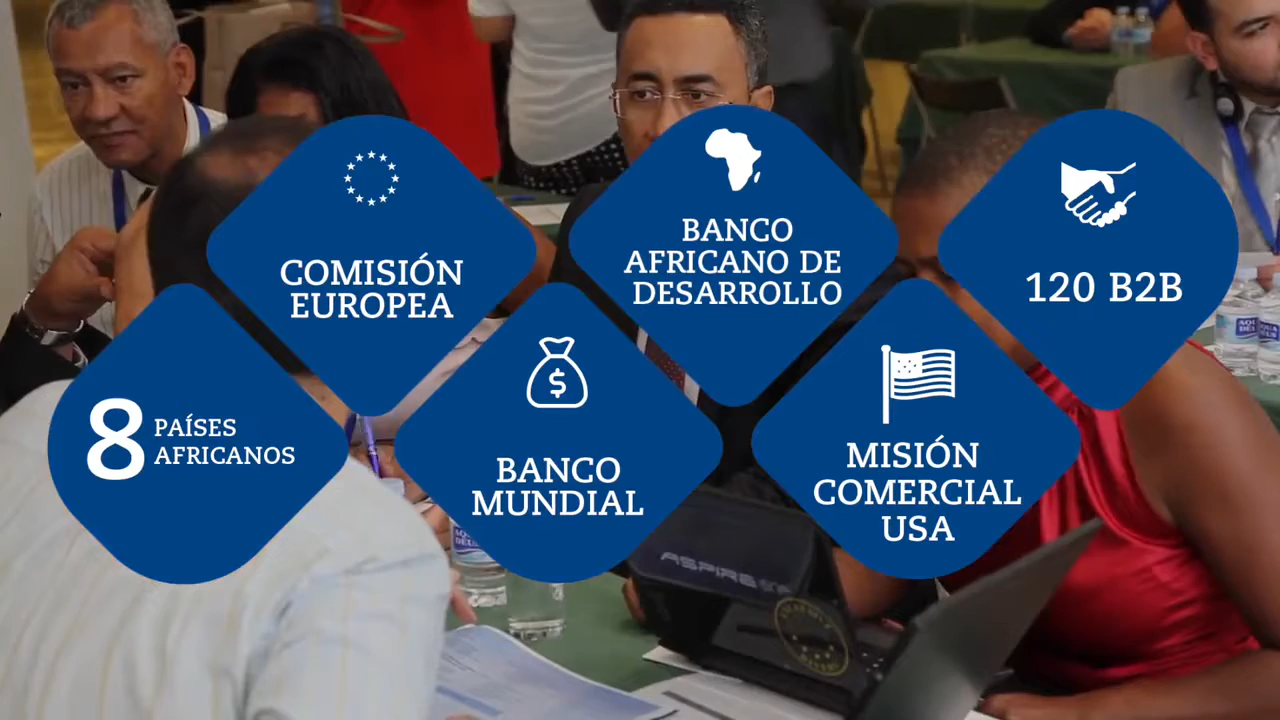 COMISIÓN
EUROPEA
BANCO
AFRICANO DE
DESARROLLO
120 B2B
8 PAÍSES
AFRICANOS
$
BANCO
MUNDIAL
MISIÓN
COMERCIAL
USA
ASPIRE